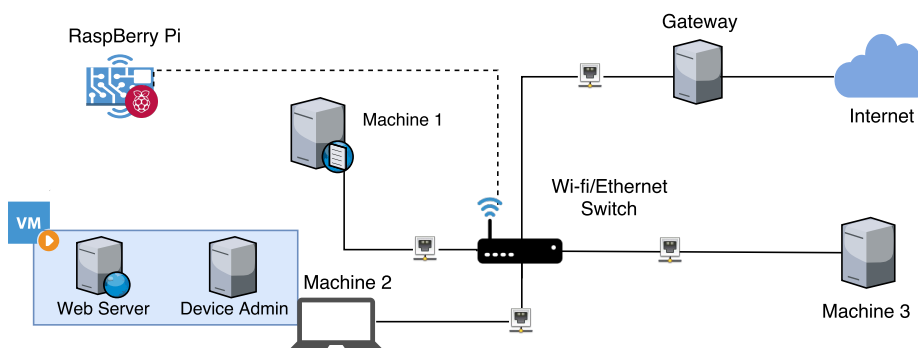 Gateway
RaspBerry Pi
Internet
Machine 1
Wi-fi/Ethernet
Switch
VM
Machine 2
Web Server
Device Admin
Machine 3